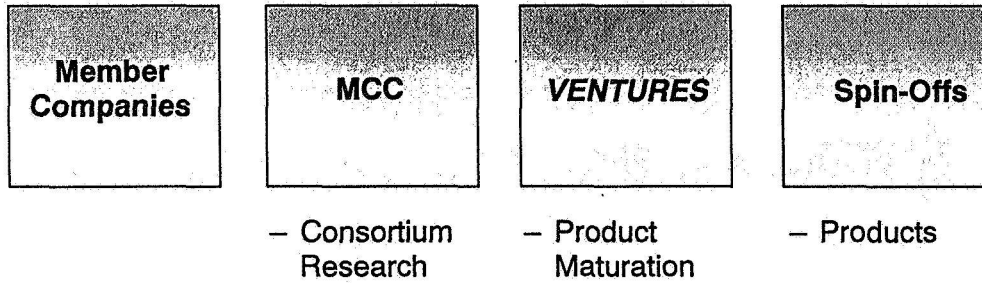 Member
Companies
MCC
VENTURES
Spin-Offs
– Consortium
Research
– Product
Maturation
– Products